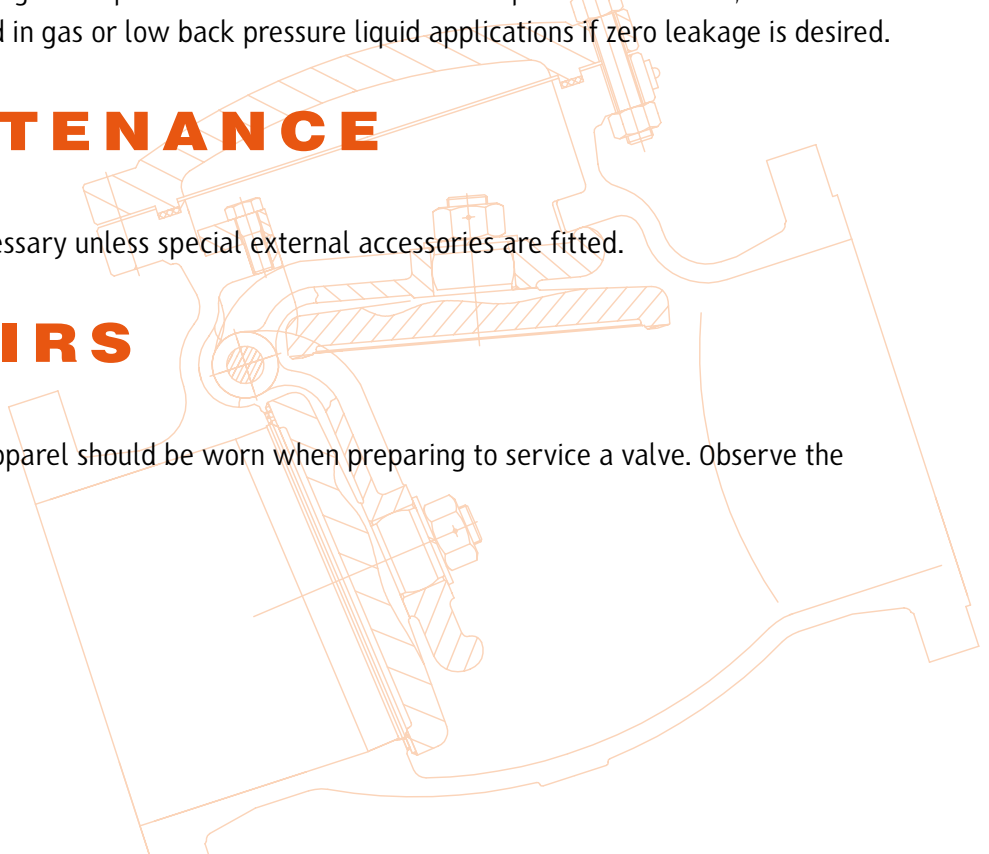 in gas or low back pressure liquid applications if zero leakage is desired.
TENANCE
essary unless special external accessories are fitted.
IRS
pparel should be worn when preparing to service a valve. Observe the